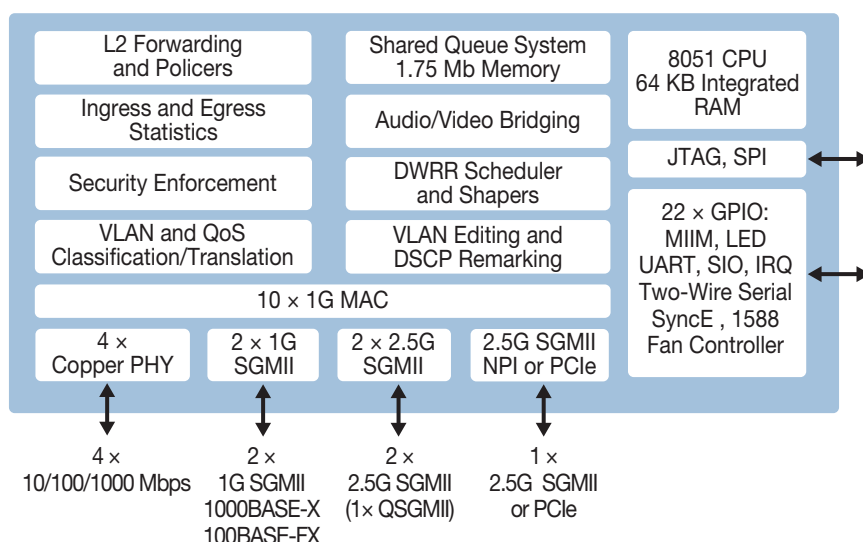 L2 Forwarding
and Policers
Shared Queue System
1.75 Mb Memory
8051 CPU
64 KB Integrated
RAM
Ingress and Egress
Statistics
Audio/Video Bridging
JTAG, SPI
Security Enforcement
DWRR Scheduler
and Shapers
22 × GPIO:
MIIM, LED
UART, SIO, IRQ
Two-Wire Serial
SyncE , 1588
Fan Controller
VLAN and QoS
Classification/Translation
VLAN Editing and
DSCP Remarking
10 × 1G MAC
4 ×
Copper PHY
2 × 1G
SGMII
2 × 2.5G
SGMII
2.5G SGMII
NPI or PCIe
4 ×
10/100/1000 Mbps
2 ×
1G SGMII
1000BASE-X
100BASE-FX
2 ×
2.5G SGMII
(1× QSGMII)
1 ×
2.5G SGMII
or PCIe